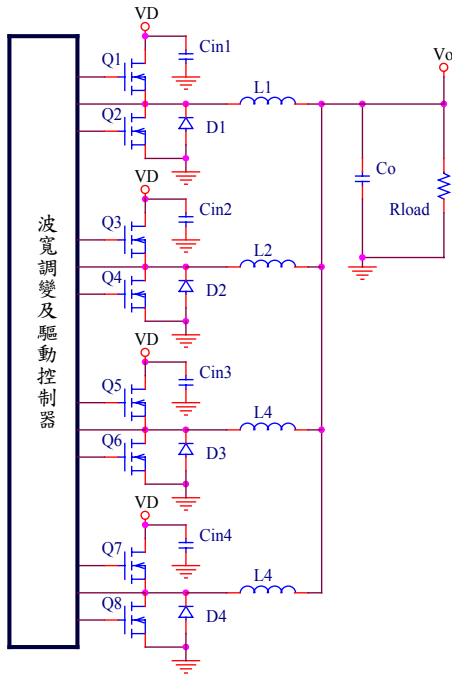 波寬調變及驅動控制器
VD
Q1
Cin1
L1
Vo
Q2
D1
Co
Rload
VD
Q3
Cin2
L2
Q4
D2
VD
Q5
Cin3
L4
Q6
D3
VD
Q7
Cin4
L4
Q8
D4